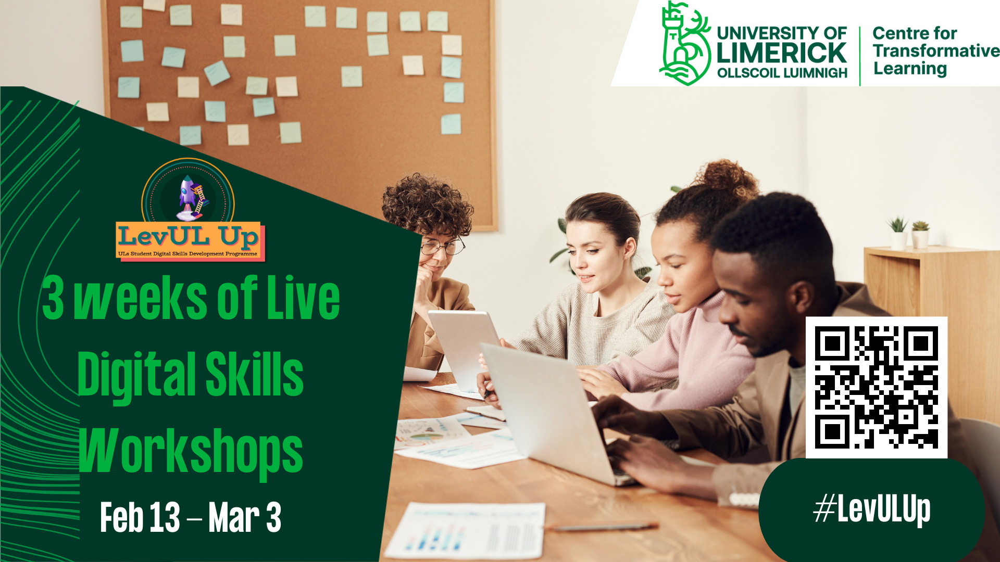 UNIVERSITY OF
LIMERICK
OLLSCOIL LUIMNIGH
Centre for
Transformative
Learning
LevUL Up
ULs Student Digital Skills Development Programme
3 weeks of Live
Digital Skills
Workshops
Feb 13 – Mar 3
#LevULUp